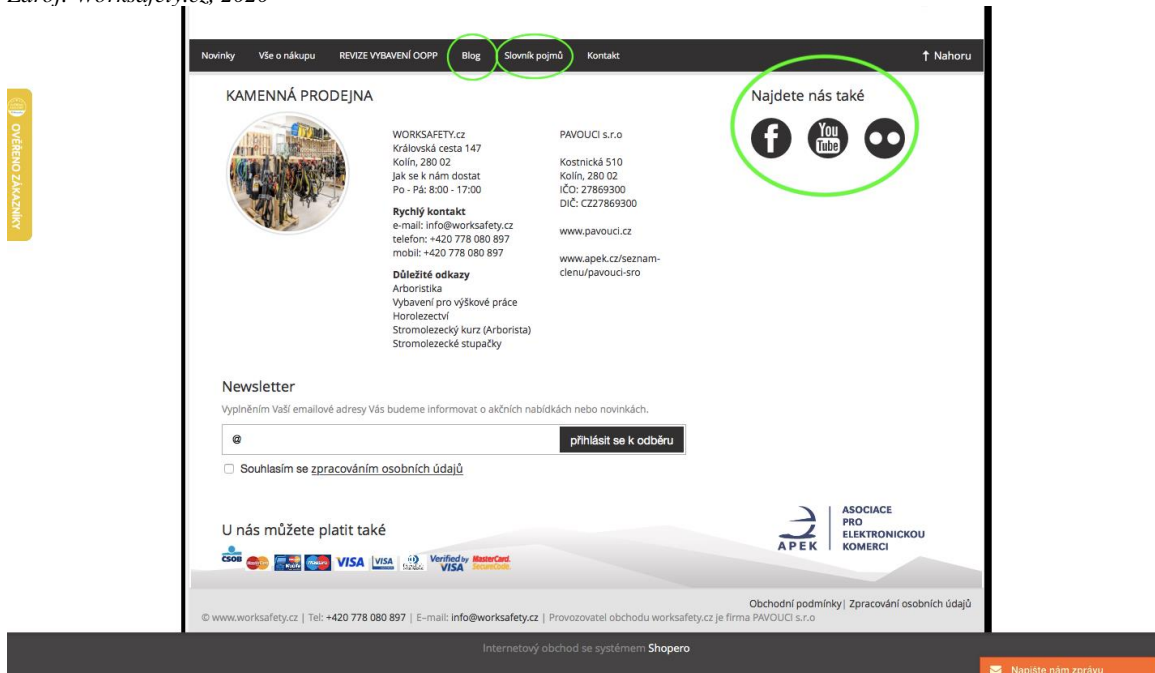 Zdroj: Worksafety.cz, 2020
Novinky Vše o nákupu REVIZE VYBAVENÍ OOPP Blog Slovník pojmů Kontakt ↑ Nahoru
OVĚŘENO ZÁKAZNÍKY
KAMENNÁ PRODEJNA
WORKSAFETY.cz
Královská cesta 147
Kolín, 280 02
Jak se k nám dostat
Po - Pá: 8:00 - 17:00
Rychlý kontakt
e-mail: info@worksafety.cz
telefon: +420 778 080 897
mobil: +420 778 080 897
Důležité odkazy
Arboristika
Vybavení pro výškové práce
Horolezectví
Stromolezecký kurz (Arborista)
Stromolezecké stupačky
PAVOUCI s.r.o
Kostnická 510
Kolín, 280 02
IČO: 27869300
DIČ: CZ27869300
www.pavouci.cz
www.apek.cz/seznam-
clenu/pavouci-sro
Najdete nás také
f You
Tube
Newsletter
Vyplněním Vaší emailové adresy Vás budeme informovat o akčních nabídkách nebo novinkách.
@ přihlásit se k odběru
Souhlasím se zpracováním osobních údajů
U nás můžete platit také
ČSOB MasterCard Maestro VISA VISA Verified by VISA MasterCard. SecureCode.
APEK
ASOCIACE
PRO
ELEKTRONICKOU
KOMERCI
Obchodní podmínky| Zpracování osobních údajů
© www.worksafety.cz | Tel: +420 778 080 897 | E-mail: info@worksafety.cz | Provozovatel obchodu worksafety.cz je firma PAVOUCI s.r.o
Internetový obchod se systémem Shopero
Napište nám zprávu